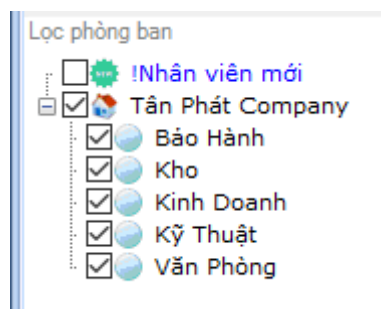 Lọc phòng ban
!Nhân viên mới
Tân Phát Company
Bảo Hành
Kho
Kinh Doanh
Kỹ Thuật
Văn Phòng